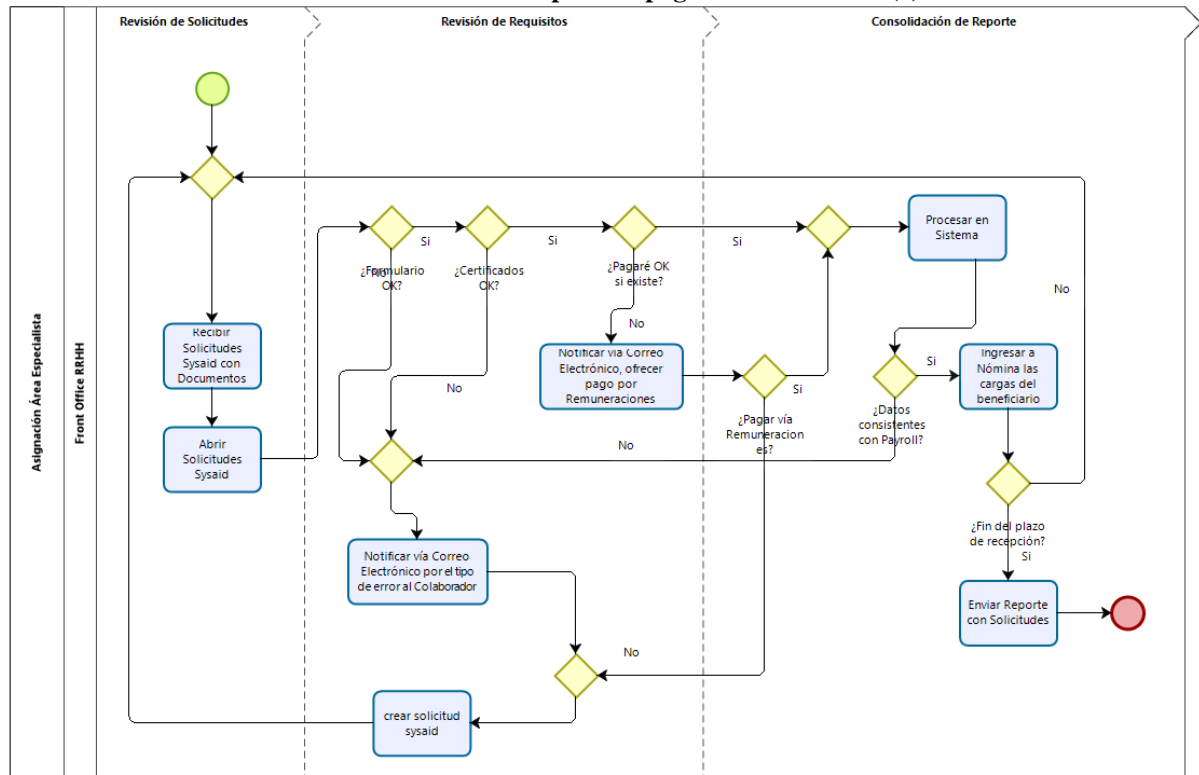 Revisión de Solicitudes
Revisión de Requisitos
Consolidación de Reporte
Asignación Área Especialista
Front Office RRHH
Si
Si
Si
¿Formulario
OK?
No
¿Certificados
OK?
¿Pagaré OK
si existe?
Procesar en
Sistema
No
No
Recibir
Solicitudes
Sysaid con
Documentos
Notificar vía Correo
Electrónico, ofrecer
pago por
Remuneraciones
Si
Si
Ingresar a
Nómina las
cargas del
beneficiario
No
¿Pagar vía
Remuneracion
es?
¿Datos
consistentes
con Payroll?
Abrir
Solicitudes
Sysaid
No
¿Fin del plazo
de recepción?
Si
Notificar vía Correo
Electrónico por el tipo
de error al Colaborador
Enviar Reporte
con Solicitudes
No
crear solicitud
sysaid